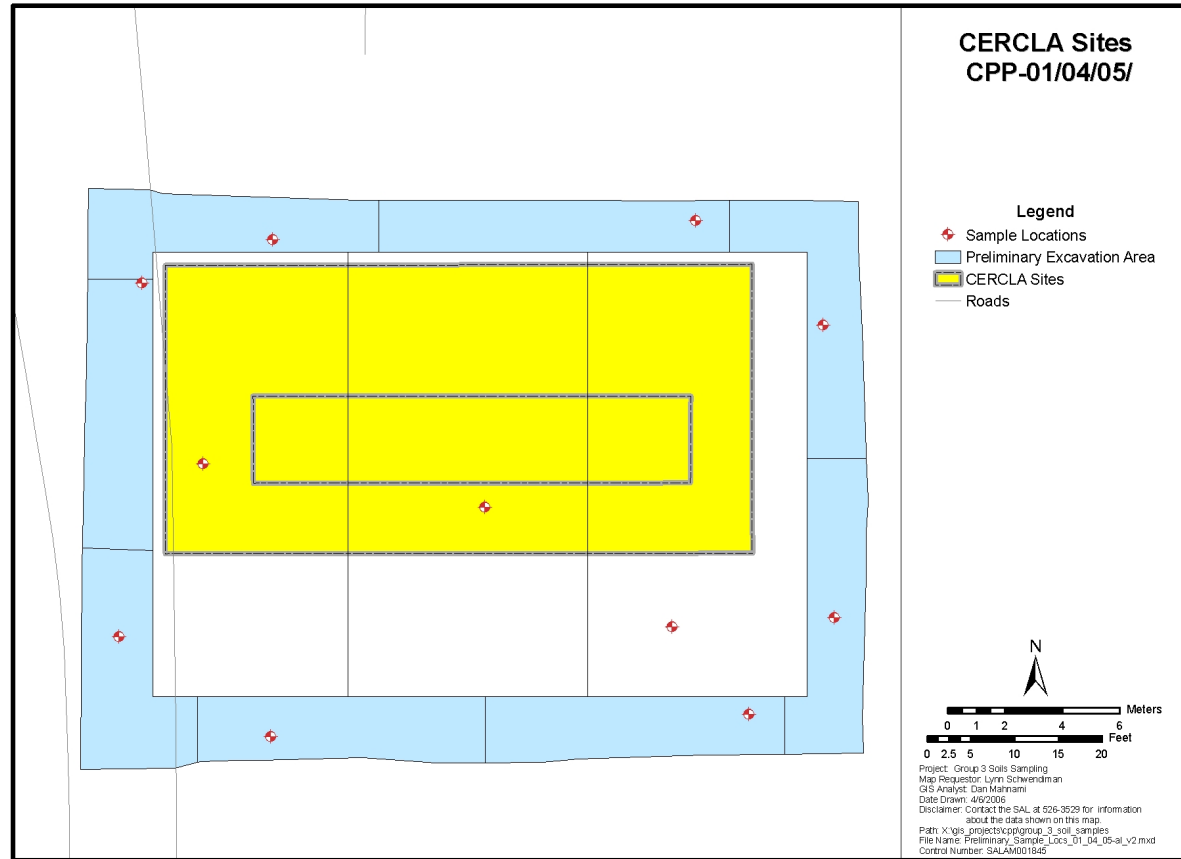 CERCLA Sites
CPP-01/04/05/
Legend
Sample Locations
Preliminary Excavation Area
CERCLA Sites
Roads
N
Meters
0 1 2 4 6
Feet
0 2.5 5 10 15 20
Project: Group 3 Soils Sampling
Map Requestor: Lynn Schwendiman
GIS Analyst: Dan Mahnami
Date Drawn: 4/6/2006
Disclaimer: Contact the SAL at 526-3529 for information
about the data shown on this map.
Path: X:\gis_projects\cpp\group_3_soil_samples
File Name: Preliminary_Sample_Locs_01_04_05-al_v2.mxd
Control Number: SALAM001845